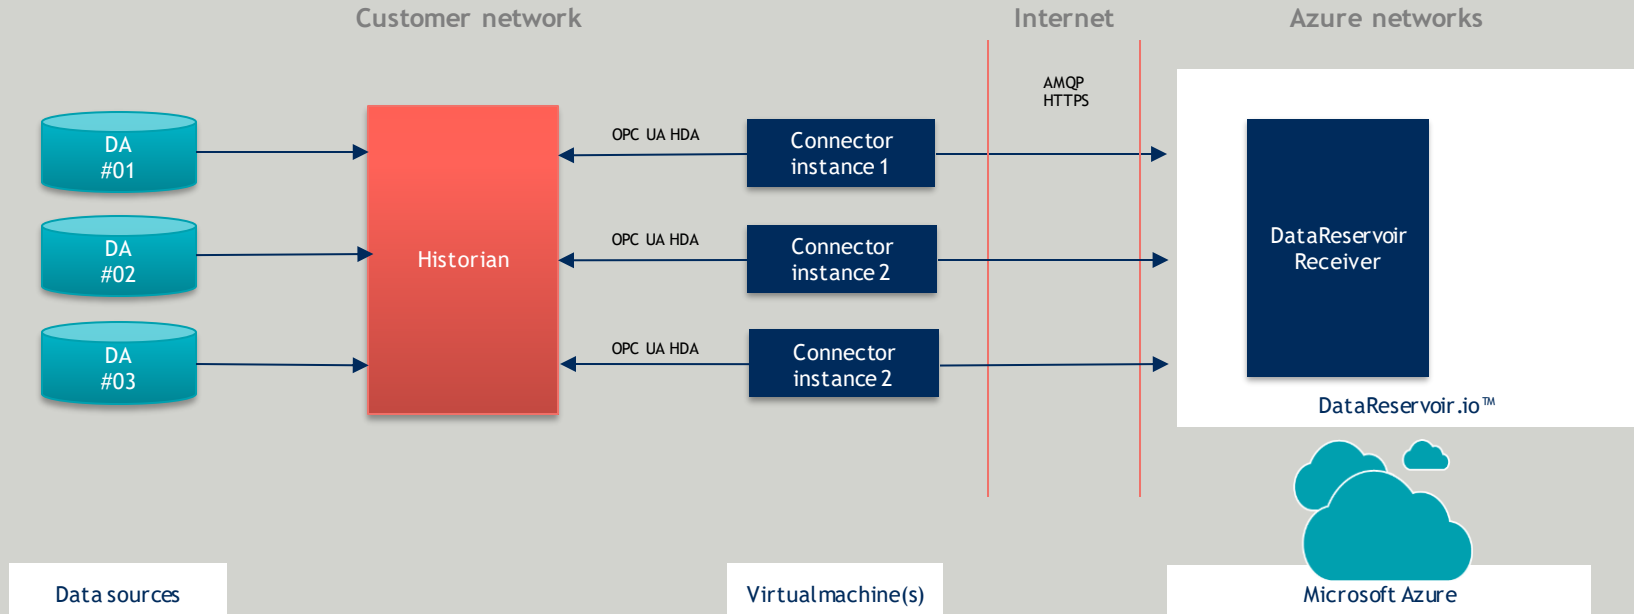 Customer network
Internet
Azure networks
AMQP
HTTPS
DA
#01
OPC UA HDA
Connector
instance 1
DA
#02
Historian
OPC UA HDA
Connector
instance 2
DataReservoir
Receiver
DA
#03
OPC UA HDA
Connector
instance 2
DataReservoir.io™
Data sources
Virtual machine(s)
Microsoft Azure